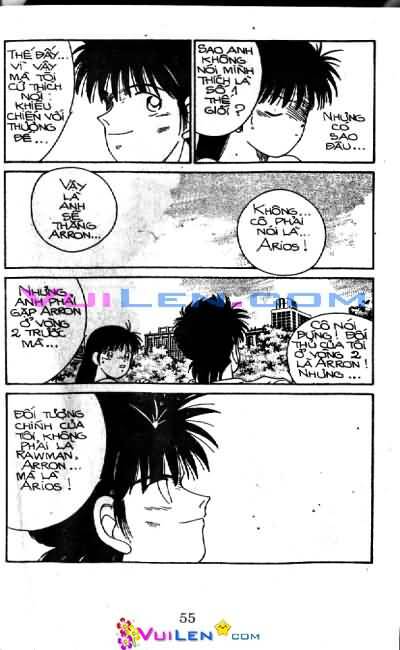 THẾ ĐẤY...
VÌ VẬY
MÀ TÔI
CỨ THÍCH
NÓI
KHIÊU
CHIẾN VỚI
THƯỢNG
ĐẾ...
SAO ANH
KHÔNG
NÓI MÌNH
THÍCH LÀ
SỐ 1
THẾ
GIỚI?
NHƯNG
CÓ
SAO
ĐÂU...
VẬY
LÀ
ANH
SẼ
THẮNG
ARRON...
KHÔNG...
CÔ PHẢI
NÓI LÀ...
ARIOS!
NHƯNG
ANH PHẢI
GẶP ARRON
Ở VÒNG
2 TRƯỚC
MÀ...
VUILEN.COM
CÔ NÓI
ĐÚNG! ĐỐI
THỦ CỦA TÔI
Ở VÒNG 2
LÀ ARRON!
NHƯNG...
ĐỐI TƯỢNG
CHÍNH CỦA
TÔI, KHÔNG
PHẢI LÀ
RAWMAN,
ARRON...
MÀ LÀ
ARIOS!
55
VUILEN
.COM